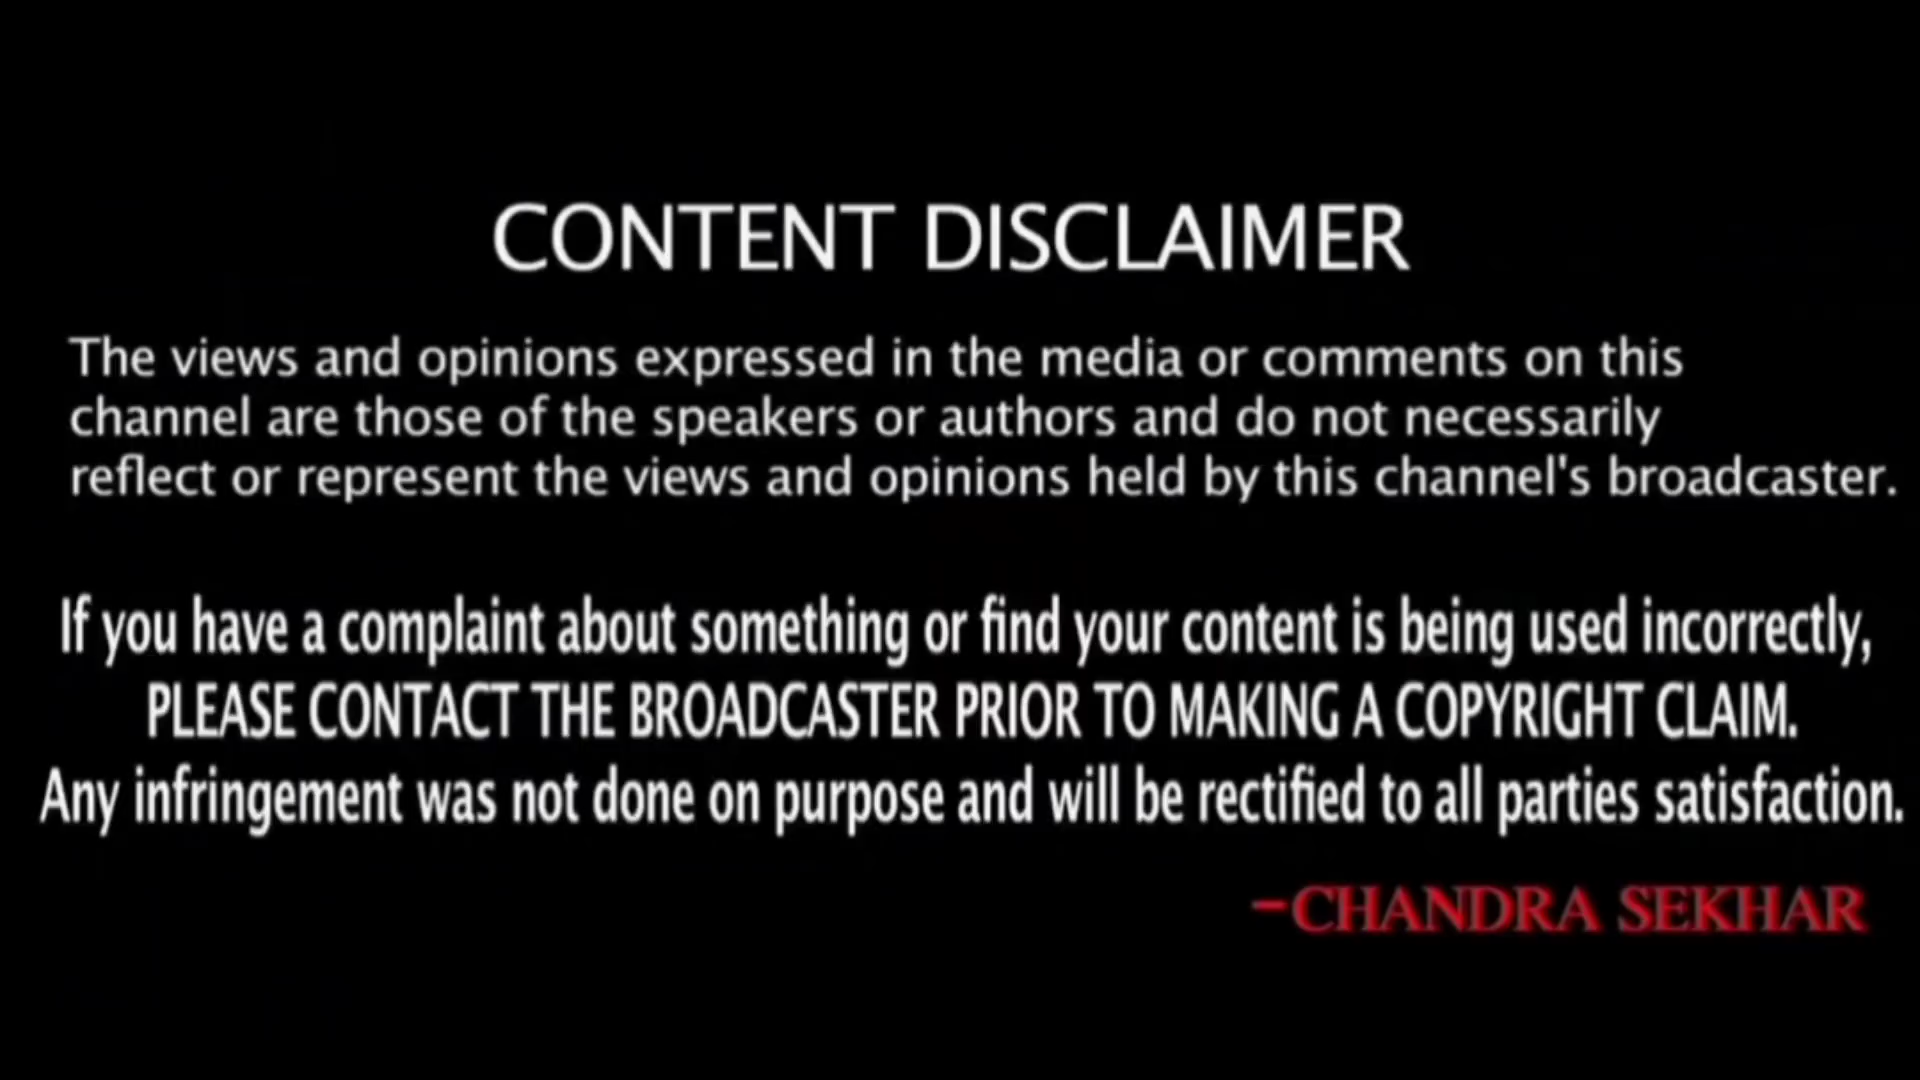 CONTENT DISCLAIMER
The views and opinions expressed in the media or comments on this
channel are those of the speakers or authors and do not necessarily
reflect or represent the views and opinions held by this channel's broadcaster.
If you have a complaint about something or find your content is being used incorrectly,
PLEASE CONTACT THE BROADCASTER PRIOR TO MAKING A COPYRIGHT CLAIM.
Any infringement was not done on purpose and will be rectified to all parties satisfaction.
-CHANDRA SEKHAR